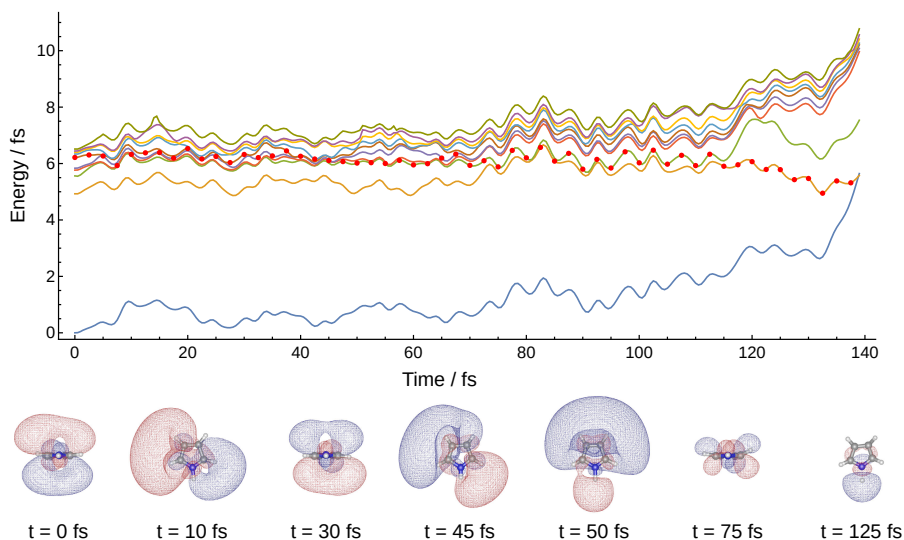 10
8
6
4
2
0
Energy / fs
0 20 40 60 80 100 120 140
Time / fs
t = 0 fs t = 10 fs t = 30 fs t = 45 fs t = 50 fs t = 75 fs t = 125 fs